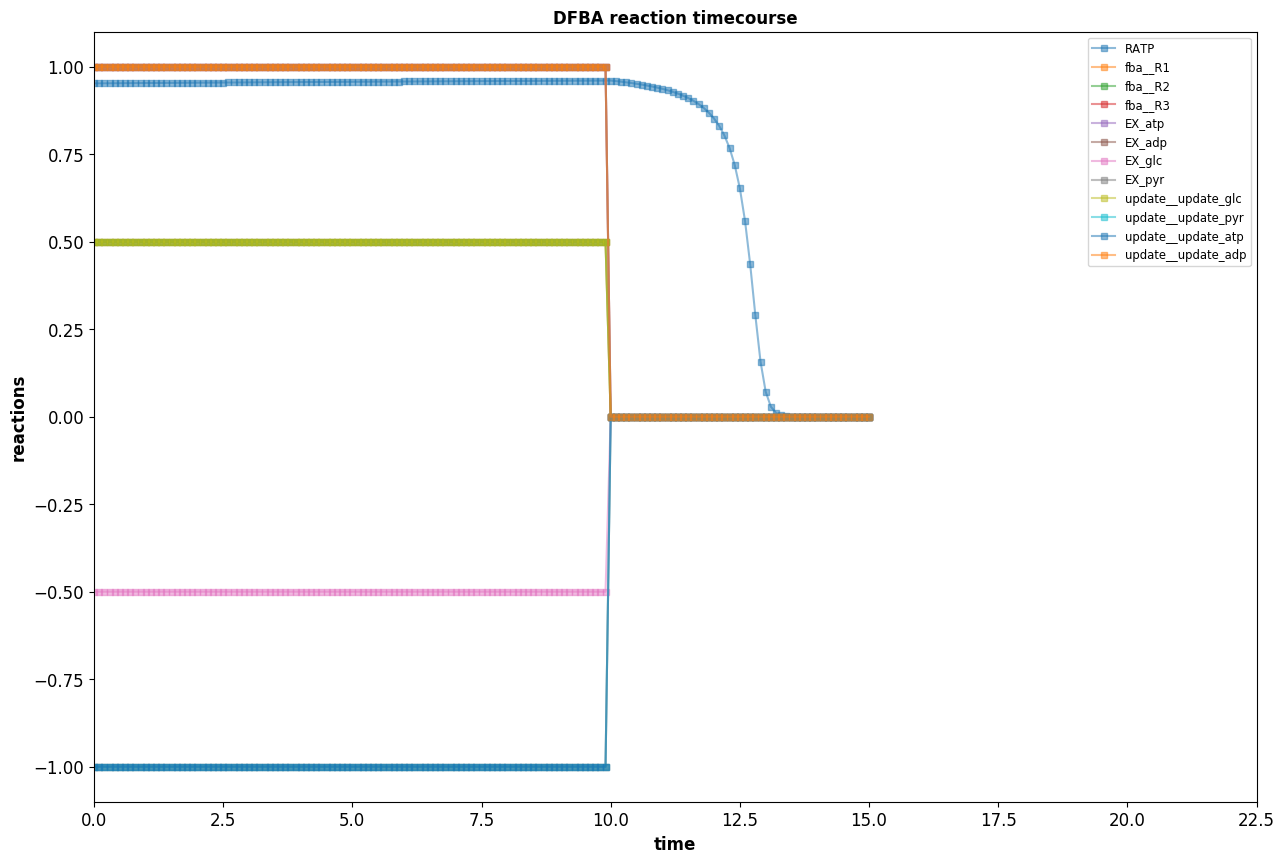 DFBA reaction timecourse
RATP
fba__R1
fba__R2
fba__R3
EX_atp
EX_adp
EX_glc
EX_pyr
update__update_glc
update__update_pyr
update__update_atp
update__update_adp
1.00
0.75
0.50
0.25
0.00
−0.25
−0.50
−0.75
−1.00
reactions
0.0 2.5 5.0 7.5 10.0 12.5 15.0 17.5 20.0 22.5
time